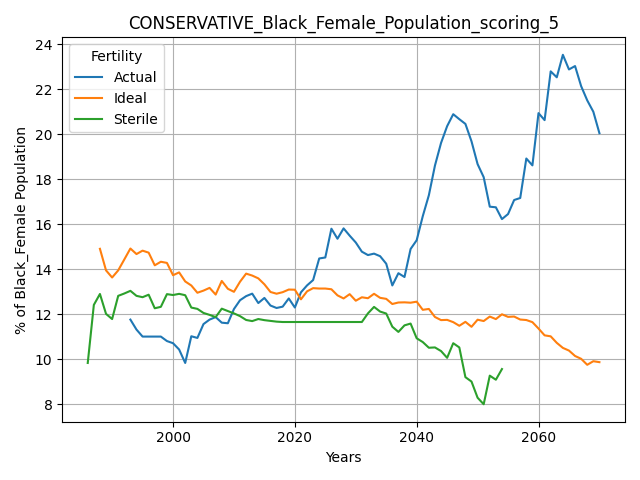 CONSERVATIVE_Black_Female_Population_scoring_5
Fertility
Actual
Ideal
Sterile
% of Black_Female Population
24
22
20
18
16
14
12
10
8
2000 2020 2040 2060
Years